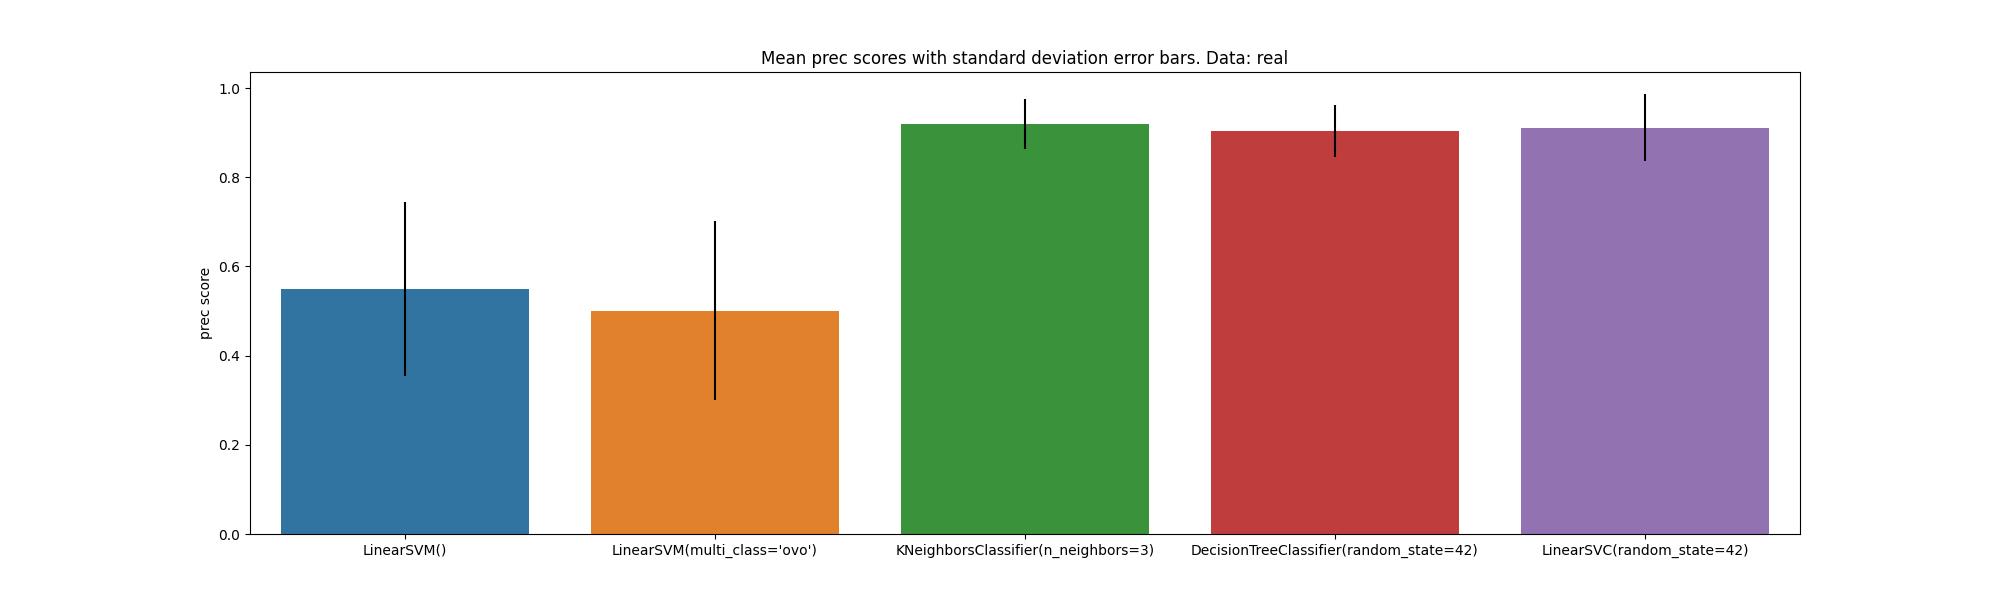 Mean prec scores with standard deviation error bars. Data: real
prec score
1.0
0.8
0.6
0.4
0.2
0.0
LinearSVM()
LinearSVM(multi_class='ovo')
KNeighborsClassifier(n_neighbors=3)
DecisionTreeClassifier(random_state=42)
LinearSVC(random_state=42)